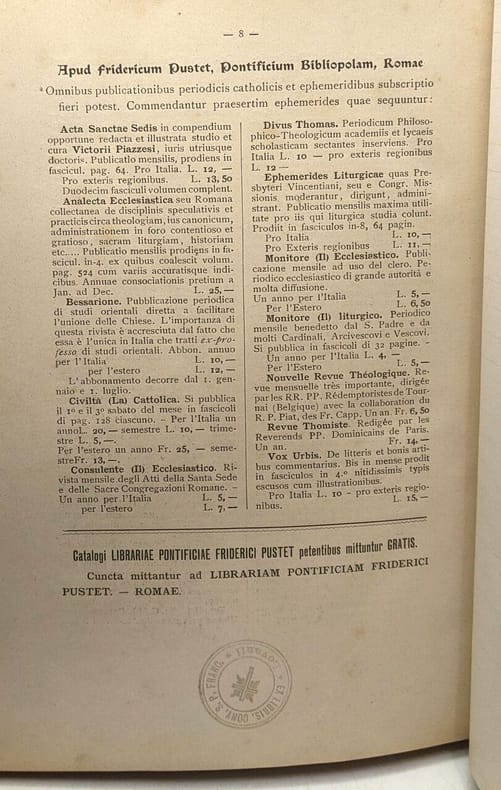 — 8 —
Apud Fridericum Pustet, Pontificium Bibliopolam, Romae
Omnibus publicationibus periodicis catholicis et ephemeridibus subscriptio
fieri potest. Commendantur praesertim ephemerides quae sequuntur:
Acta Sanctae Sedis in compendium
opportune redacta et illustrata studio et
cura Victorii Piazzesi, iuris utriusque
doctoris. Publicatio mensilis, prodiens in
fascicul. pag. 64. Pro Italia. L. 12, —
Pro exteris regionibus. L. 13, 50
Duodecim fasciculi volumen complent.
Analecta Ecclesiastica seu Romana
collectanea de disciplinis speculativis et
practicis circa theologiam, ius canonicum,
administrationem in foro contentioso et
gratioso, sacram liturgiam, historiam
etc.... Publicatio mensilis prodiens in fa-
scicul. in-4. ex quibus coalescit volum.
pag. 524 cum variis accuratisque indi-
cibus. Annuae consociationis pretium a
Jan. ad Dec. L. 25, —
Bessarione. Pubblicazione periodica
di studi orientali diretta a facilitare
l'unione delle Chiese. L'importanza di
questa rivista è accresciuta dal fatto che
essa è l'unica in Italia che tratti ex-pro-
fesso di studi orientali. Abbon. annuo
per l'Italia L. 10, —
per l'estero L. 12, —
L'abbonamento decorre dal 1. gen-
naio e 1. luglio.
Civiltà (La) Cattolica. Si pubblica
il 1º e il 3º sabato del mese in fascicoli
di pag. 128 ciascuno. - Per l'Italia un
annoL. 20, — semestre L. 10, — trime-
stre L. 5, —.
Per l'estero un anno Fr. 25, — seme-
streFr. 13, —.
Consulente (Il) Ecclesiastico. Ri-
vista mensile degli Atti della Santa Sede
e delle Sacre Congregazioni Romane. -
Un anno per l'Italia L. 5, —
per l'estero L. 7, —
Divus Thomas. Periodicum Philoso-
phico-Theologicum academiis et lycaeis
scholasticam sectantes inserviens. Pro
Italia L. 10 — pro exteris regionibus
L. 12 —
Ephemerides Liturgicae quas Pre-
sbyteri Vincentiani, seu e Congr. Mis-
sionis moderantur, dirigunt, admini-
strant. Publicatio mensilis maxima utili-
tate pro iis qui liturgica studia colunt.
Prodiit in fasciculos in-8, 64 pagin.
Pro Italia L. 10, —
Pro Exteris regionibus L. 11, —
Monitore (Il) Ecclesiastico. Publi-
cazione mensile ad uso del clero. Pe-
riodico ecclesiastico di grande autorità e
molta diffusione.
Un anno per l'Italia L. 5, —
Per l'Estero L. 6, 50
Monitore (Il) liturgico. Periodico
mensile benedetto dal S. Padre e da
molti Cardinali, Arcivescovi e Vescovi.
Si pubblica in fascicoli di 32 pagine. -
Un anno per l'Italia L. 4, —
Per l'Estero L. 5, —
Nouvelle Revue Théologique. Re-
vue mensuelle très importante, dirigée
par les RR. PP. Rédemptoristes de Tour-
nai (Belgique) avec la collaboration du
R. P. Piat, des Fr. Capp. Un an. Fr. 6, 50
Revue Thomiste. Redigée par les
Reverends PP. Dominicains de Paris.
Un an. Fr. 14, —
Vox Urbis. De litteris et bonis arti-
bus commentarius. Bis in mense prodit
in fasciculos in 4.º nitidissimis typis
escusos cum illustrationibus.
Pro Italia L. 10 - pro exteris regio-
nibus. L. 15, —
Catalogi LIBRARIAE PONTIFICIAE FRIDERICI PUSTET petentibus mittuntur GRATIS.
Cuncta mittantur ad LIBRARIAM PONTIFICIAM FRIDERICI
PUSTET. — ROMAE.
EX LIBRIS. CONV. S. P. FRANC.